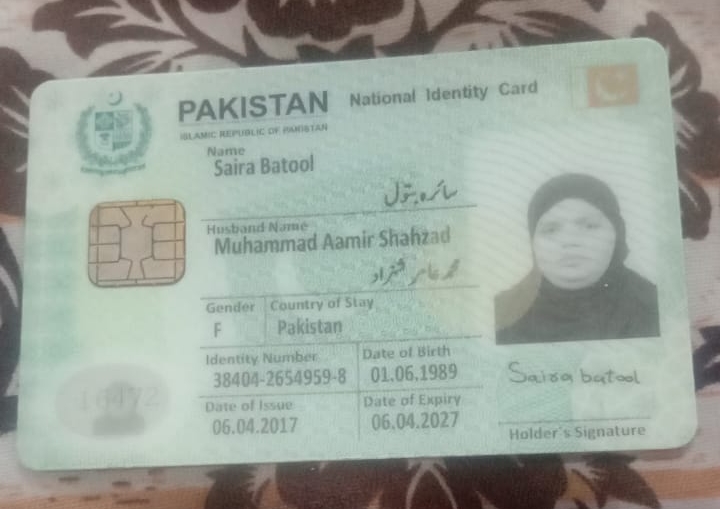 PAKISTAN National Identity Card
ISLAMIC REPUBLIC OF PAKISTAN
Name
Saira Batool
سائرہ بتول
Husband Name
Muhammad Aamir Shahzad
محمد عامر شہزاد
Gender Country of Stay
F Pakistan
Identity Number Date of Birth
38404-2654959-8 01.06.1989
Date of Issue Date of Expiry
06.04.2017 06.04.2027
Saira batool
Holder's Signature